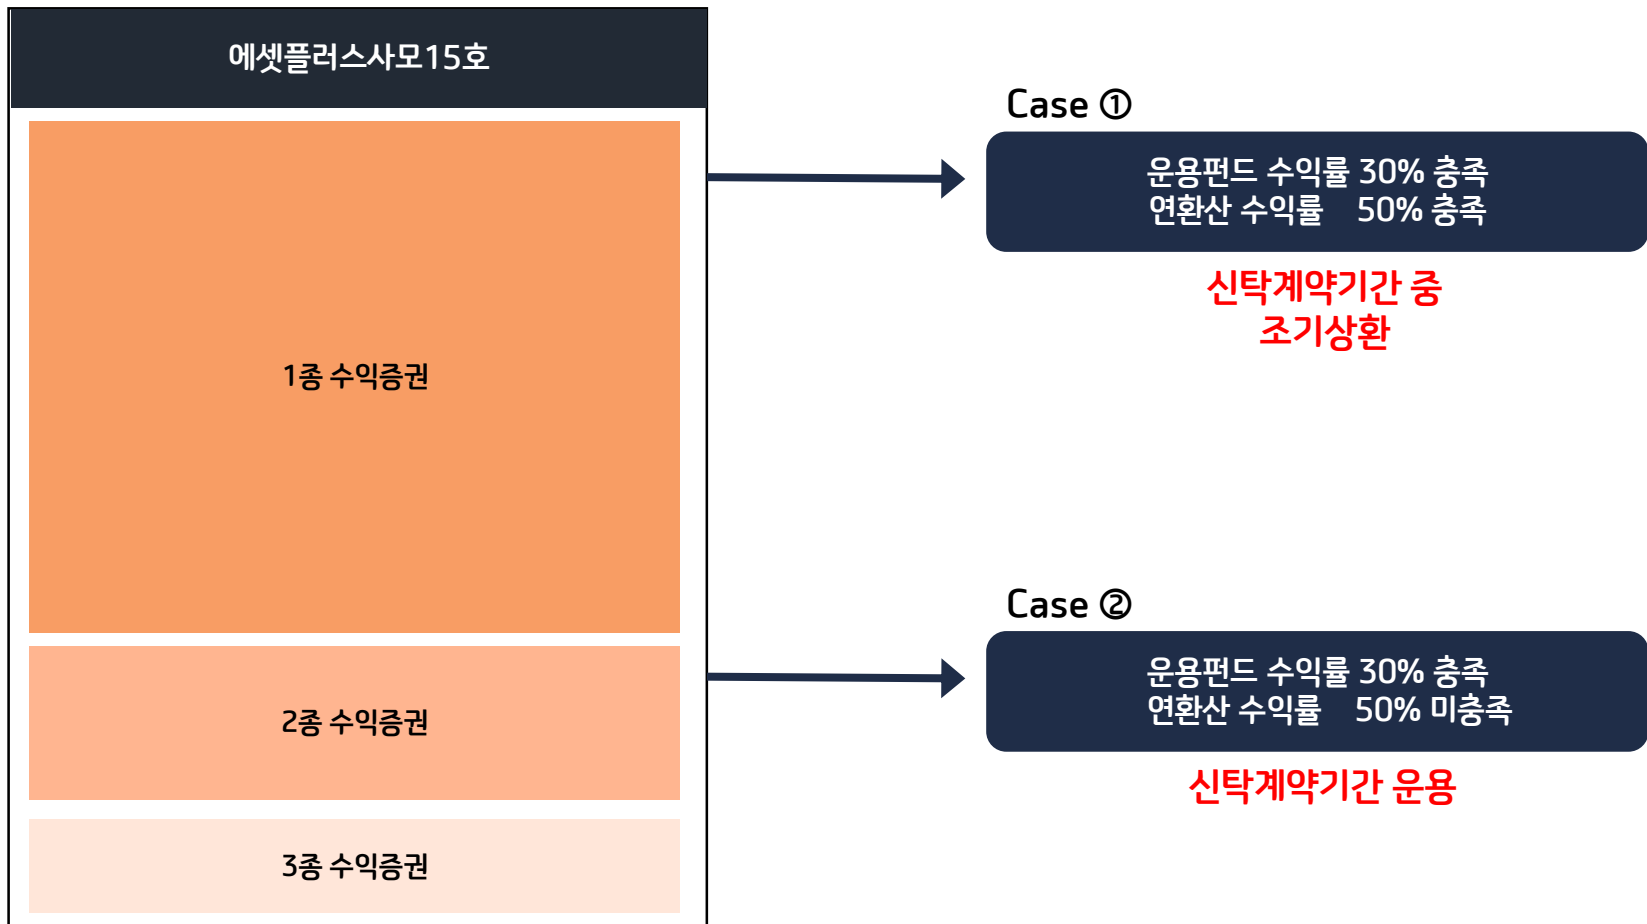 에셋플러스사모15호
1종 수익증권
2종 수익증권
3종 수익증권
Case ①
운용펀드 수익률 30% 충족
연환산 수익률 50% 충족
신탁계약기간 중
조기상환
Case ②
운용펀드 수익률 30% 충족
연환산 수익률 50% 미충족
신탁계약기간 운용